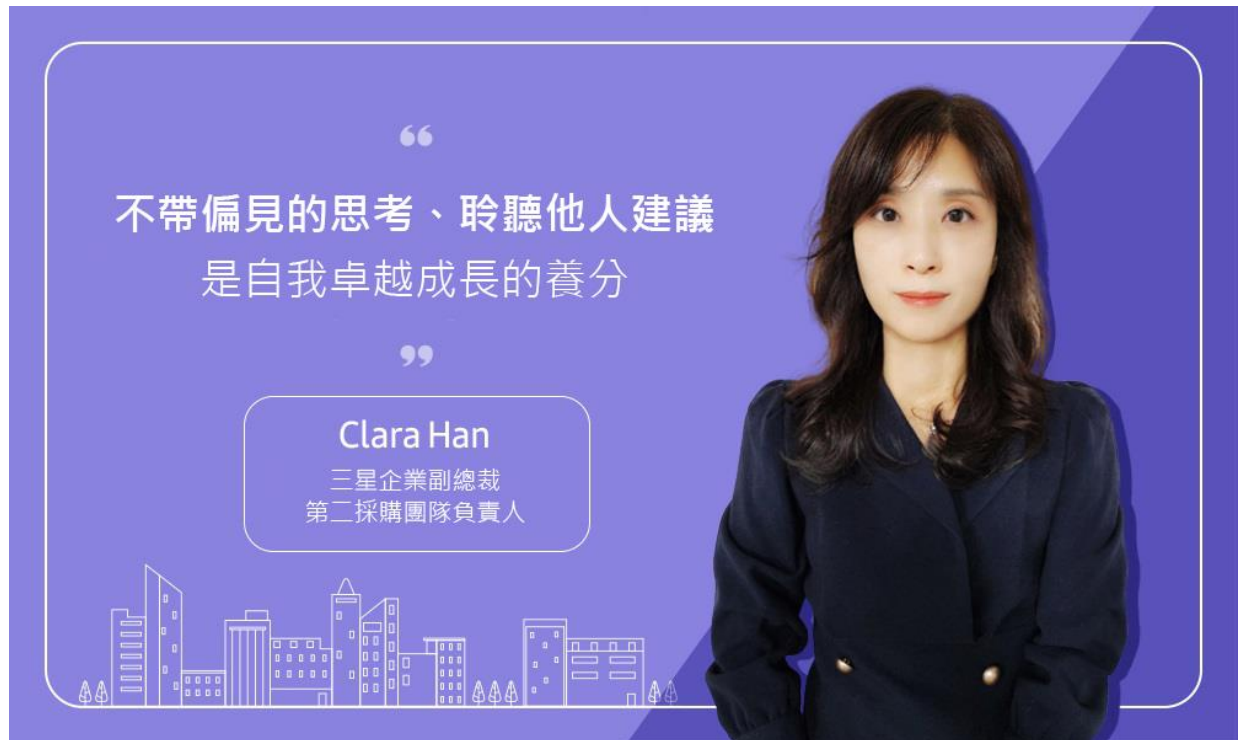 “
不帶偏見的思考、聆聽他人建議
是自我卓越成長的養分
”
Clara Han
三星企業副總裁
第二採購團隊負責人